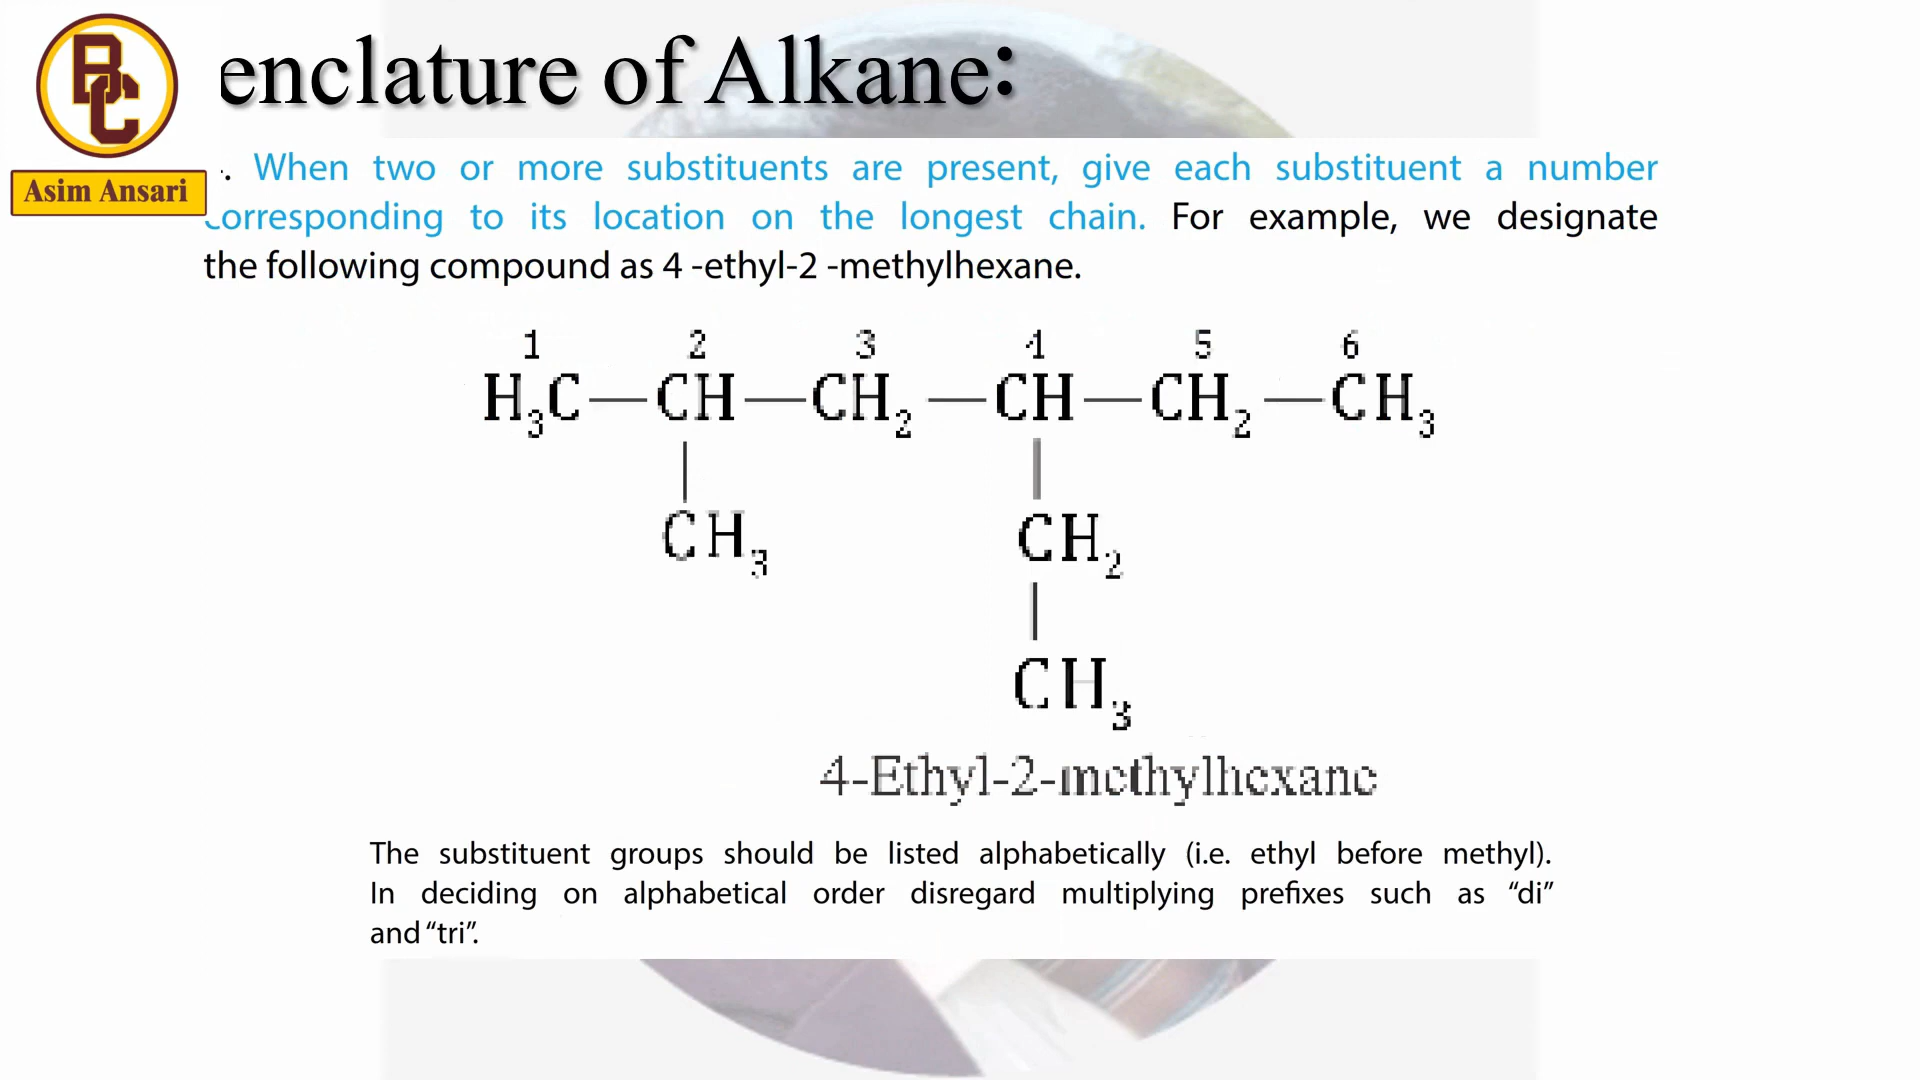 BC
Asim Ansari
enclature of Alkane:
. When two or more substituents are present, give each substituent a number
corresponding to its location on the longest chain. For example, we designate
the following compound as 4 -ethyl-2 -methylhexane.
1 2 3 4 5 6
H₃C—CH—CH₂—CH—CH₂—CH₃
CH₃ CH₂
CH₃
4-Ethyl-2-methylhexane
The substituent groups should be listed alphabetically (i.e. ethyl before methyl).
In deciding on alphabetical order disregard multiplying prefixes such as “di”
and “tri”.